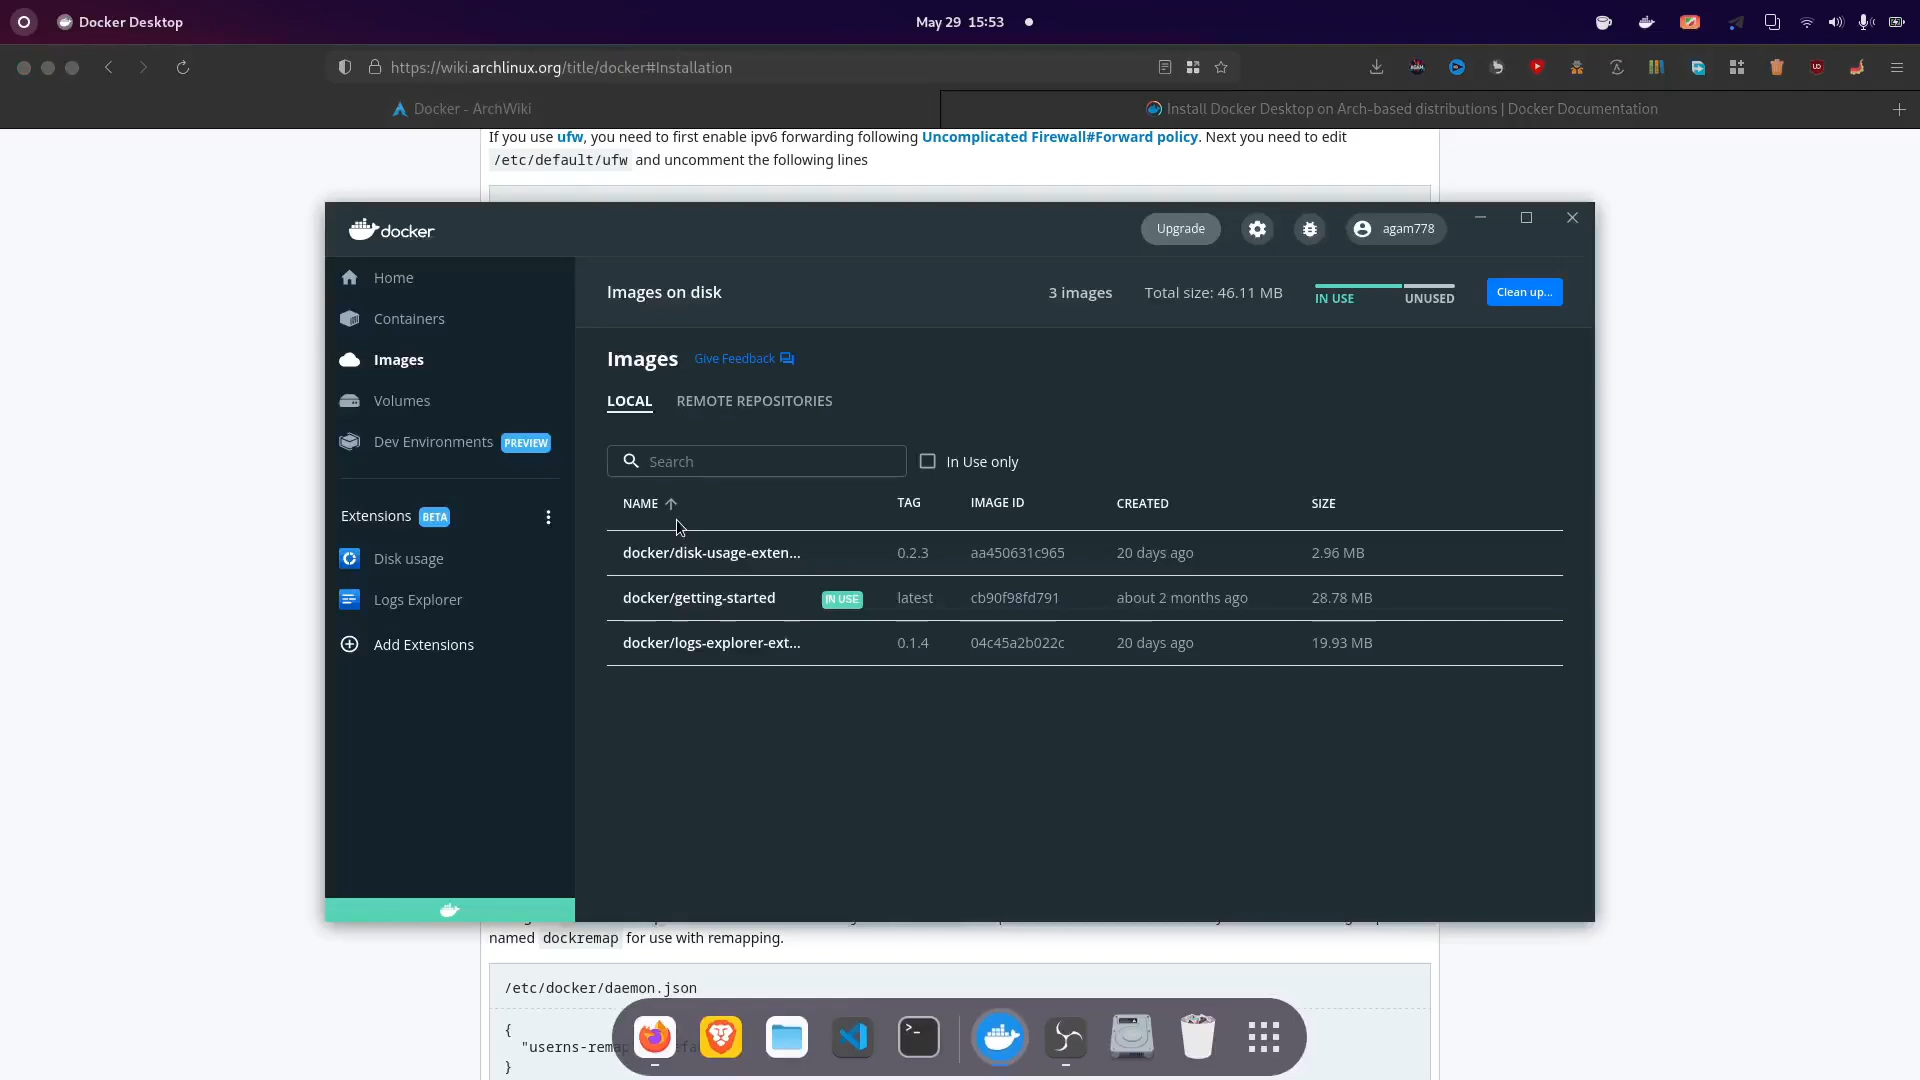 Docker Desktop
May 29 15:53
https://wiki.archlinux.org/title/docker#Installation
Docker - ArchWiki
Install Docker Desktop on Arch-based distributions | Docker Documentation
If you use ufw, you need to first enable ipv6 forwarding following Uncomplicated Firewall#Forward policy. Next you need to edit
/etc/default/ufw and uncomment the following lines
docker
Upgrade
agam778
Home
Containers
Images
Volumes
Dev Environments PREVIEW
Extensions BETA
Disk usage
Logs Explorer
Add Extensions
Images on disk
3 images
Total size: 46.11 MB
IN USE
UNUSED
Clean up...
Images
Give Feedback
LOCAL
REMOTE REPOSITORIES
Search
In Use only
NAME TAG IMAGE ID CREATED SIZE
docker/disk-usage-exten... 0.2.3 aa450631c965 20 days ago 2.96 MB
docker/getting-started IN USE latest cb90f98fd791 about 2 months ago 28.78 MB
docker/logs-explorer-ext... 0.1.4 04c45a2b022c 20 days ago 19.93 MB
named dockremap for use with remapping.
/etc/docker/daemon.json
{
"userns-rema
}